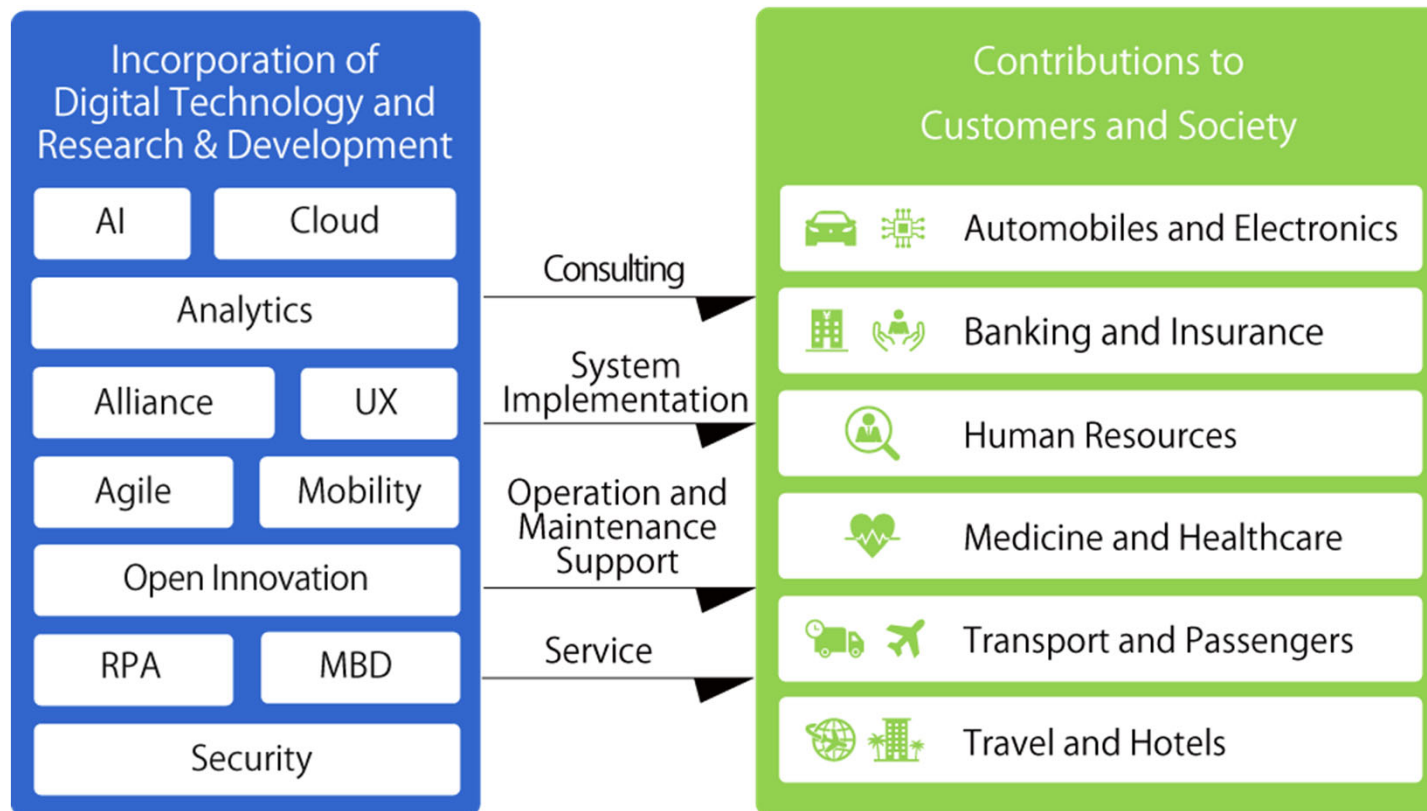 Incorporation of
Digital Technology and
Research & Development
AI
Cloud
Analytics
Alliance
UX
Agile
Mobility
Open Innovation
RPA
MBD
Security
Consulting
System
Implementation
Operation and
Maintenance
Support
Service
Contributions to
Customers and Society
Automobiles and Electronics
¥
Banking and Insurance
Human Resources
Medicine and Healthcare
Transport and Passengers
Travel and Hotels